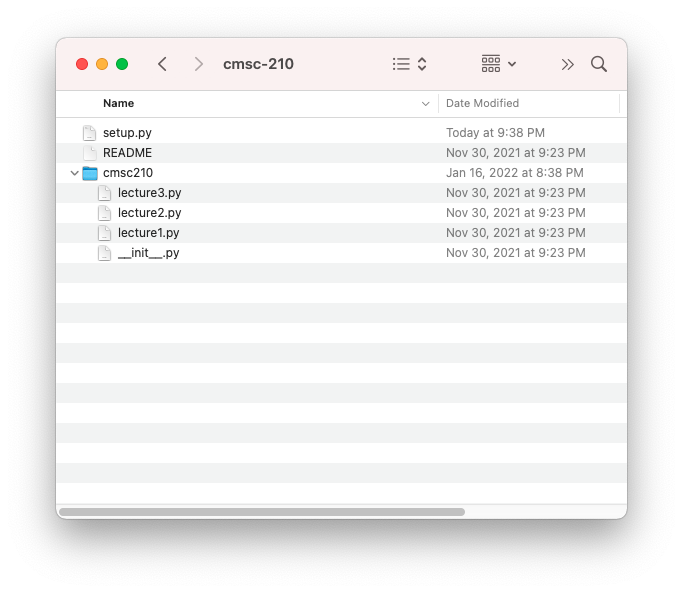 cmsc-210
Name Date Modified
setup.py Today at 9:38 PM
README Nov 30, 2021 at 9:23 PM
cmsc210 Jan 16, 2022 at 8:38 PM
lecture3.py Nov 30, 2021 at 9:23 PM
lecture2.py Nov 30, 2021 at 9:23 PM
lecture1.py Nov 30, 2021 at 9:23 PM
__init__.py Nov 30, 2021 at 9:23 PM